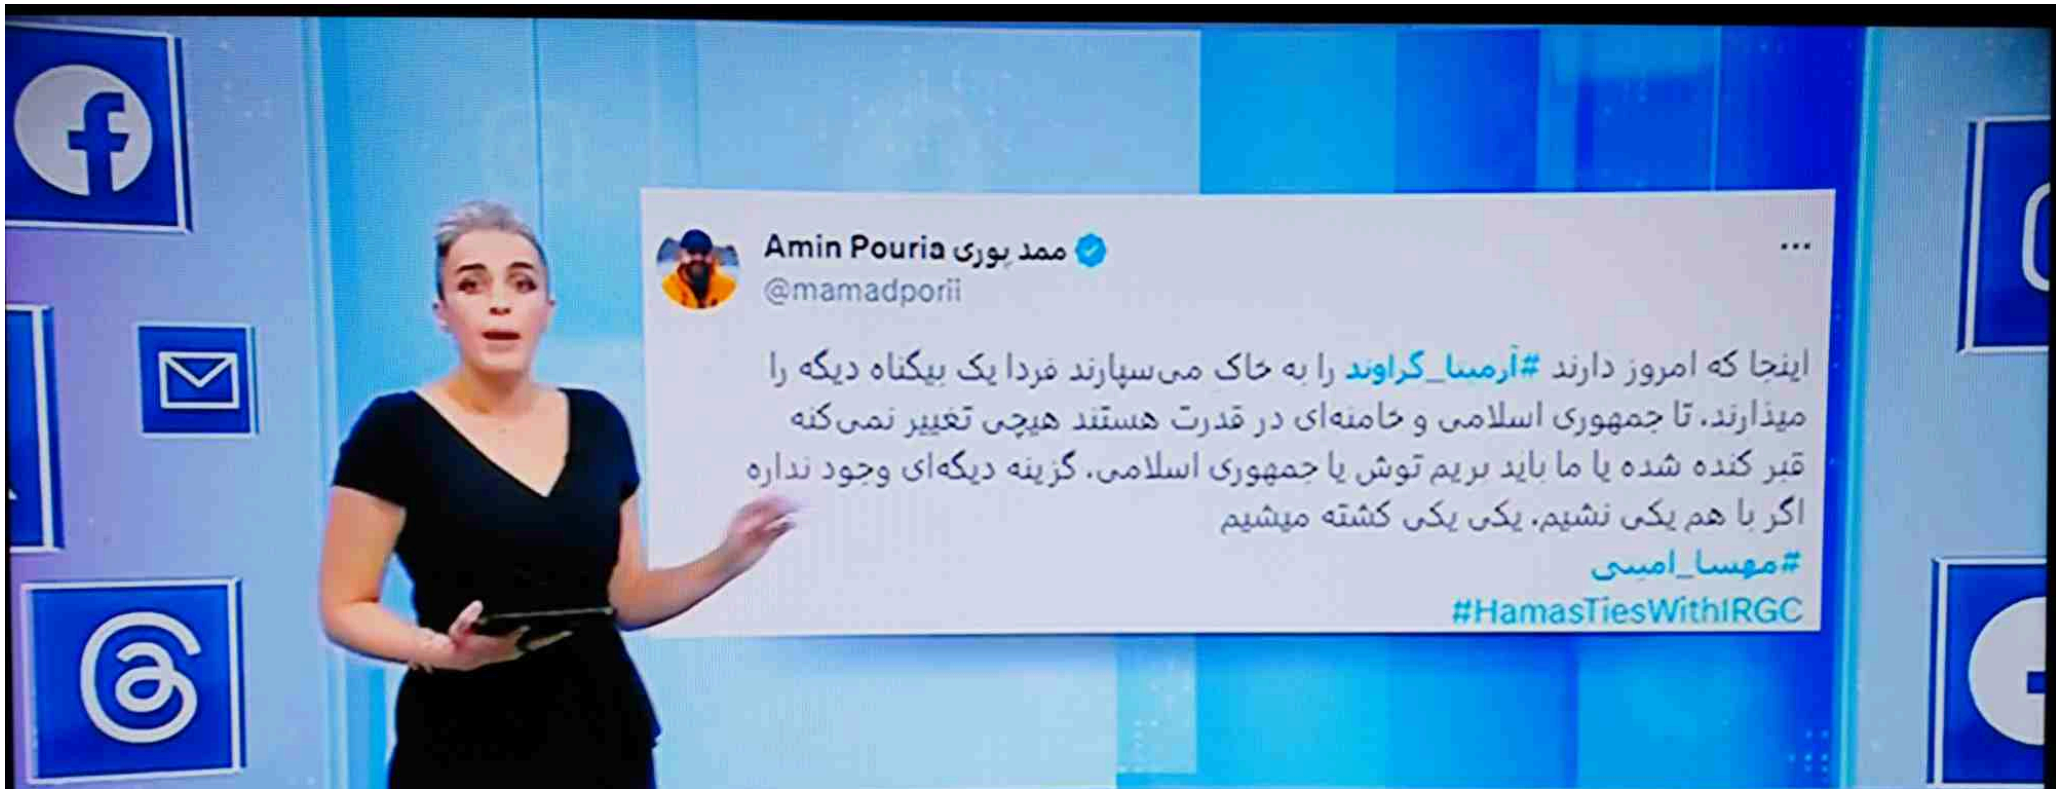 Amin Pouria ممد پوری
@mamadporii
اینجا که امروز دارند #آرمیتا_گراوند را به خاک می‌سپارند فردا یک بیگناه دیگه را
میذارند. تا جمهوری اسلامی و خامنه‌ای در قدرت هستند هیچی تغییر نمی‌کنه
قبر کنده شده یا ما باید بریم توش یا جمهوری اسلامی. گزینه دیگه‌ای وجود نداره
اگر با هم یکی نشیم. یکی یکی کشته میشیم
#مهسا_امینی
#HamasTiesWithIRGC